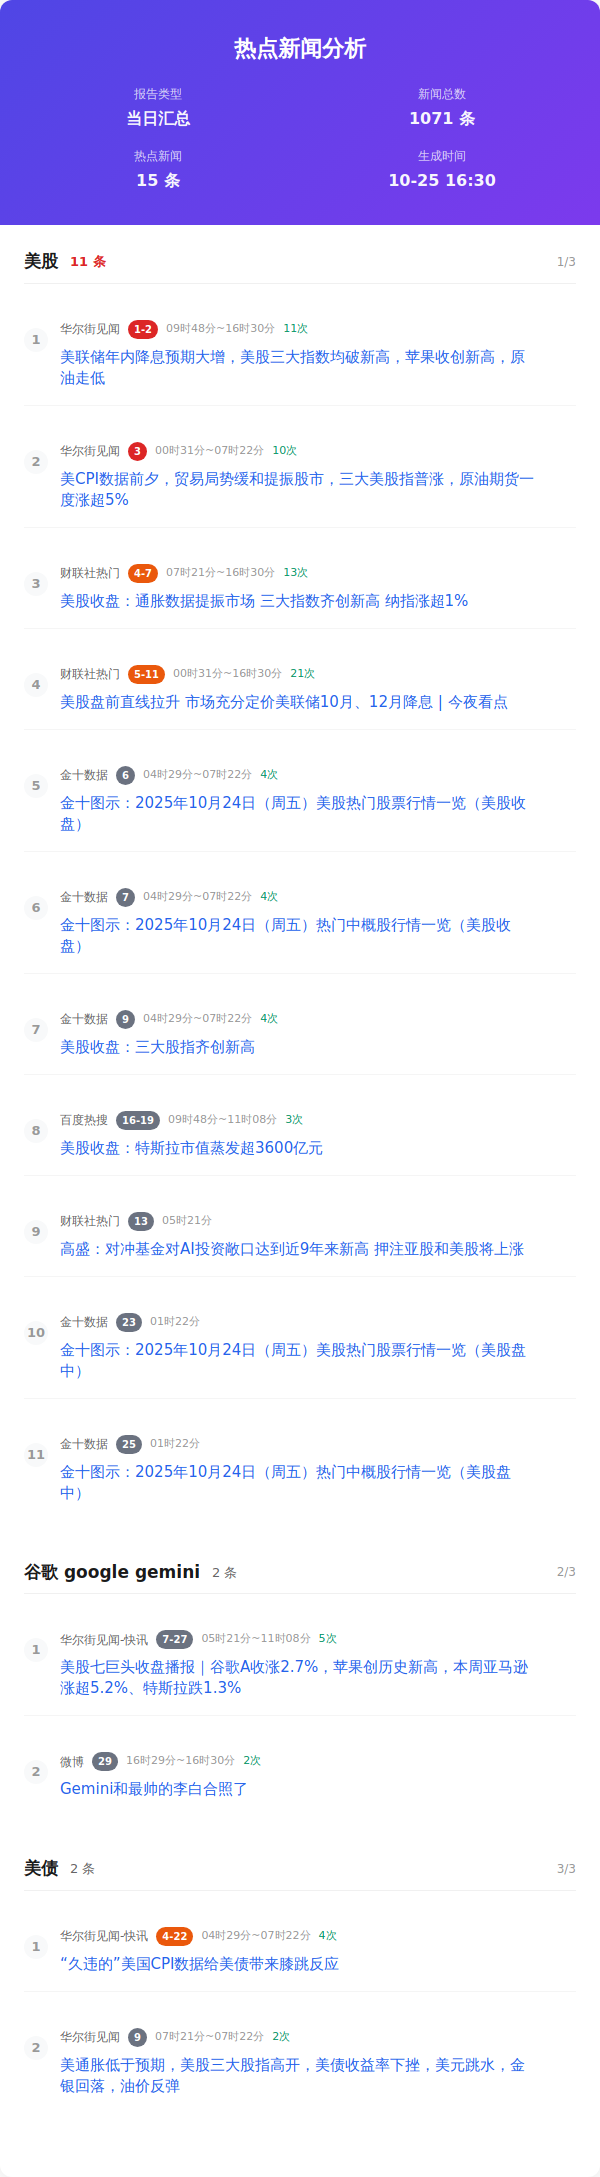 热点新闻分析
报告类型
新闻总数
当日汇总
1071 条
热点新闻
生成时间
15 条
10-25 16:30
美股 11 条 1/3
1 华尔街见闻 1-2 09时48分~16时30分 11次
美联储年内降息预期大增，美股三大指数均破新高，苹果收创新高，原
油走低
2 华尔街见闻 3 00时31分~07时22分 10次
美CPI数据前夕，贸易局势缓和提振股市，三大美股指普涨，原油期货一
度涨超5%
3 财联社热门 4-7 07时21分~16时30分 13次
美股收盘：通胀数据提振市场 三大指数齐创新高 纳指涨超1%
4 财联社热门 5-11 00时31分~16时30分 21次
美股盘前直线拉升 市场充分定价美联储10月、12月降息 | 今夜看点
5 金十数据 6 04时29分~07时22分 4次
金十图示：2025年10月24日（周五）美股热门股票行情一览（美股收
盘）
6 金十数据 7 04时29分~07时22分 4次
金十图示：2025年10月24日（周五）热门中概股行情一览（美股收
盘）
7 金十数据 9 04时29分~07时22分 4次
美股收盘：三大股指齐创新高
8 百度热搜 16-19 09时48分~11时08分 3次
美股收盘：特斯拉市值蒸发超3600亿元
9 财联社热门 13 05时21分
高盛：对冲基金对AI投资敞口达到近9年来新高 押注亚股和美股将上涨
10 金十数据 23 01时22分
金十图示：2025年10月24日（周五）美股热门股票行情一览（美股盘
中）
11 金十数据 25 01时22分
金十图示：2025年10月24日（周五）热门中概股行情一览（美股盘
中）
谷歌 google gemini 2 条 2/3
1 华尔街见闻-快讯 7-27 05时21分~11时08分 5次
美股七巨头收盘播报｜谷歌A收涨2.7%，苹果创历史新高，本周亚马逊
涨超5.2%、特斯拉跌1.3%
2 微博 29 16时29分~16时30分 2次
Gemini和最帅的李白合照了
美债 2 条 3/3
1 华尔街见闻-快讯 4-22 04时29分~07时22分 4次
“久违的”美国CPI数据给美债带来膝跳反应
2 华尔街见闻 9 07时21分~07时22分 2次
美通胀低于预期，美股三大股指高开，美债收益率下挫，美元跳水，金
银回落，油价反弹